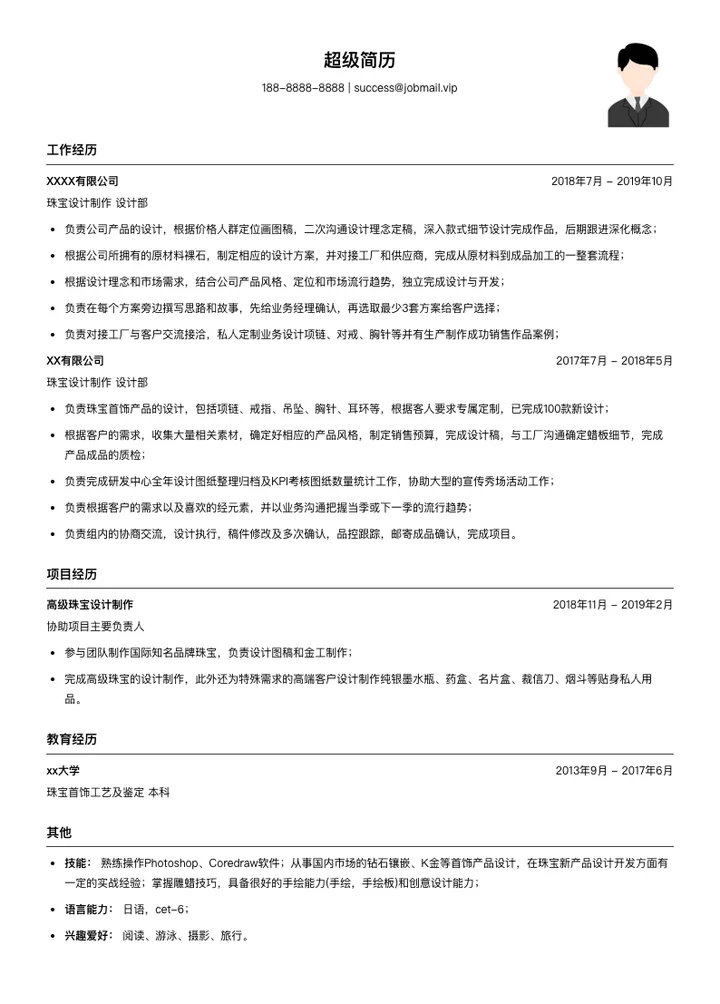 超级简历
188-8888-8888 | success@jobmail.vip
工作经历
XXXX有限公司 2018年7月 – 2019年10月
珠宝设计制作 设计部
• 负责公司产品的设计，根据价格人群定位画图稿，二次沟通设计理念定稿，深入款式细节设计完成作品，后期跟进深化概念；
• 根据公司所拥有的原材料裸石，制定相应的设计方案，并对接工厂和供应商，完成从原材料到成品加工的一整套流程；
• 根据设计理念和市场需求，结合公司产品风格、定位和市场流行趋势，独立完成设计与开发；
• 负责在每个方案旁边撰写思路和故事，先给业务经理确认，再选取最少3套方案给客户选择；
• 负责对接工厂与客户交流接洽，私人定制业务设计项链、对戒、胸针等并有生产制作成功销售作品案例；
XX有限公司 2017年7月 – 2018年5月
珠宝设计制作 设计部
• 负责珠宝首饰产品的设计，包括项链、戒指、吊坠、胸针、耳环等，根据客人要求专属定制，已完成100款新设计；
• 根据客户的需求，收集大量相关素材，确定好相应的产品风格，制定销售预算，完成设计稿，与工厂沟通确定蜡板细节，完成
产品成品的质检；
• 负责完成研发中心全年设计图纸整理归档及KPI考核图纸数量统计工作，协助大型的宣传秀场活动工作；
• 负责根据客户的需求以及喜欢的经元素，并以业务沟通把握当季或下一季的流行趋势；
• 负责组内的协商交流，设计执行，稿件修改及多次确认，品控跟踪，邮寄成品确认，完成项目。
项目经历
高级珠宝设计制作 2018年11月 – 2019年2月
协助项目主要负责人
• 参与团队制作国际知名品牌珠宝，负责设计图稿和金工制作；
• 完成高级珠宝的设计制作，此外还为特殊需求的高端客户设计制作纯银墨水瓶、药盒、名片盒、裁信刀、烟斗等贴身私人用
品。
教育经历
xx大学 2013年9月 – 2017年6月
珠宝首饰工艺及鉴定 本科
其他
• 技能： 熟练操作Photoshop、Coredraw软件；从事国内市场的钻石镶嵌、K金等首饰产品设计，在珠宝新产品设计开发方面有
一定的实战经验；掌握雕蜡技巧，具备很好的手绘能力(手绘，手绘板)和创意设计能力；
• 语言能力： 日语，cet-6；
• 兴趣爱好： 阅读、游泳、摄影、旅行。